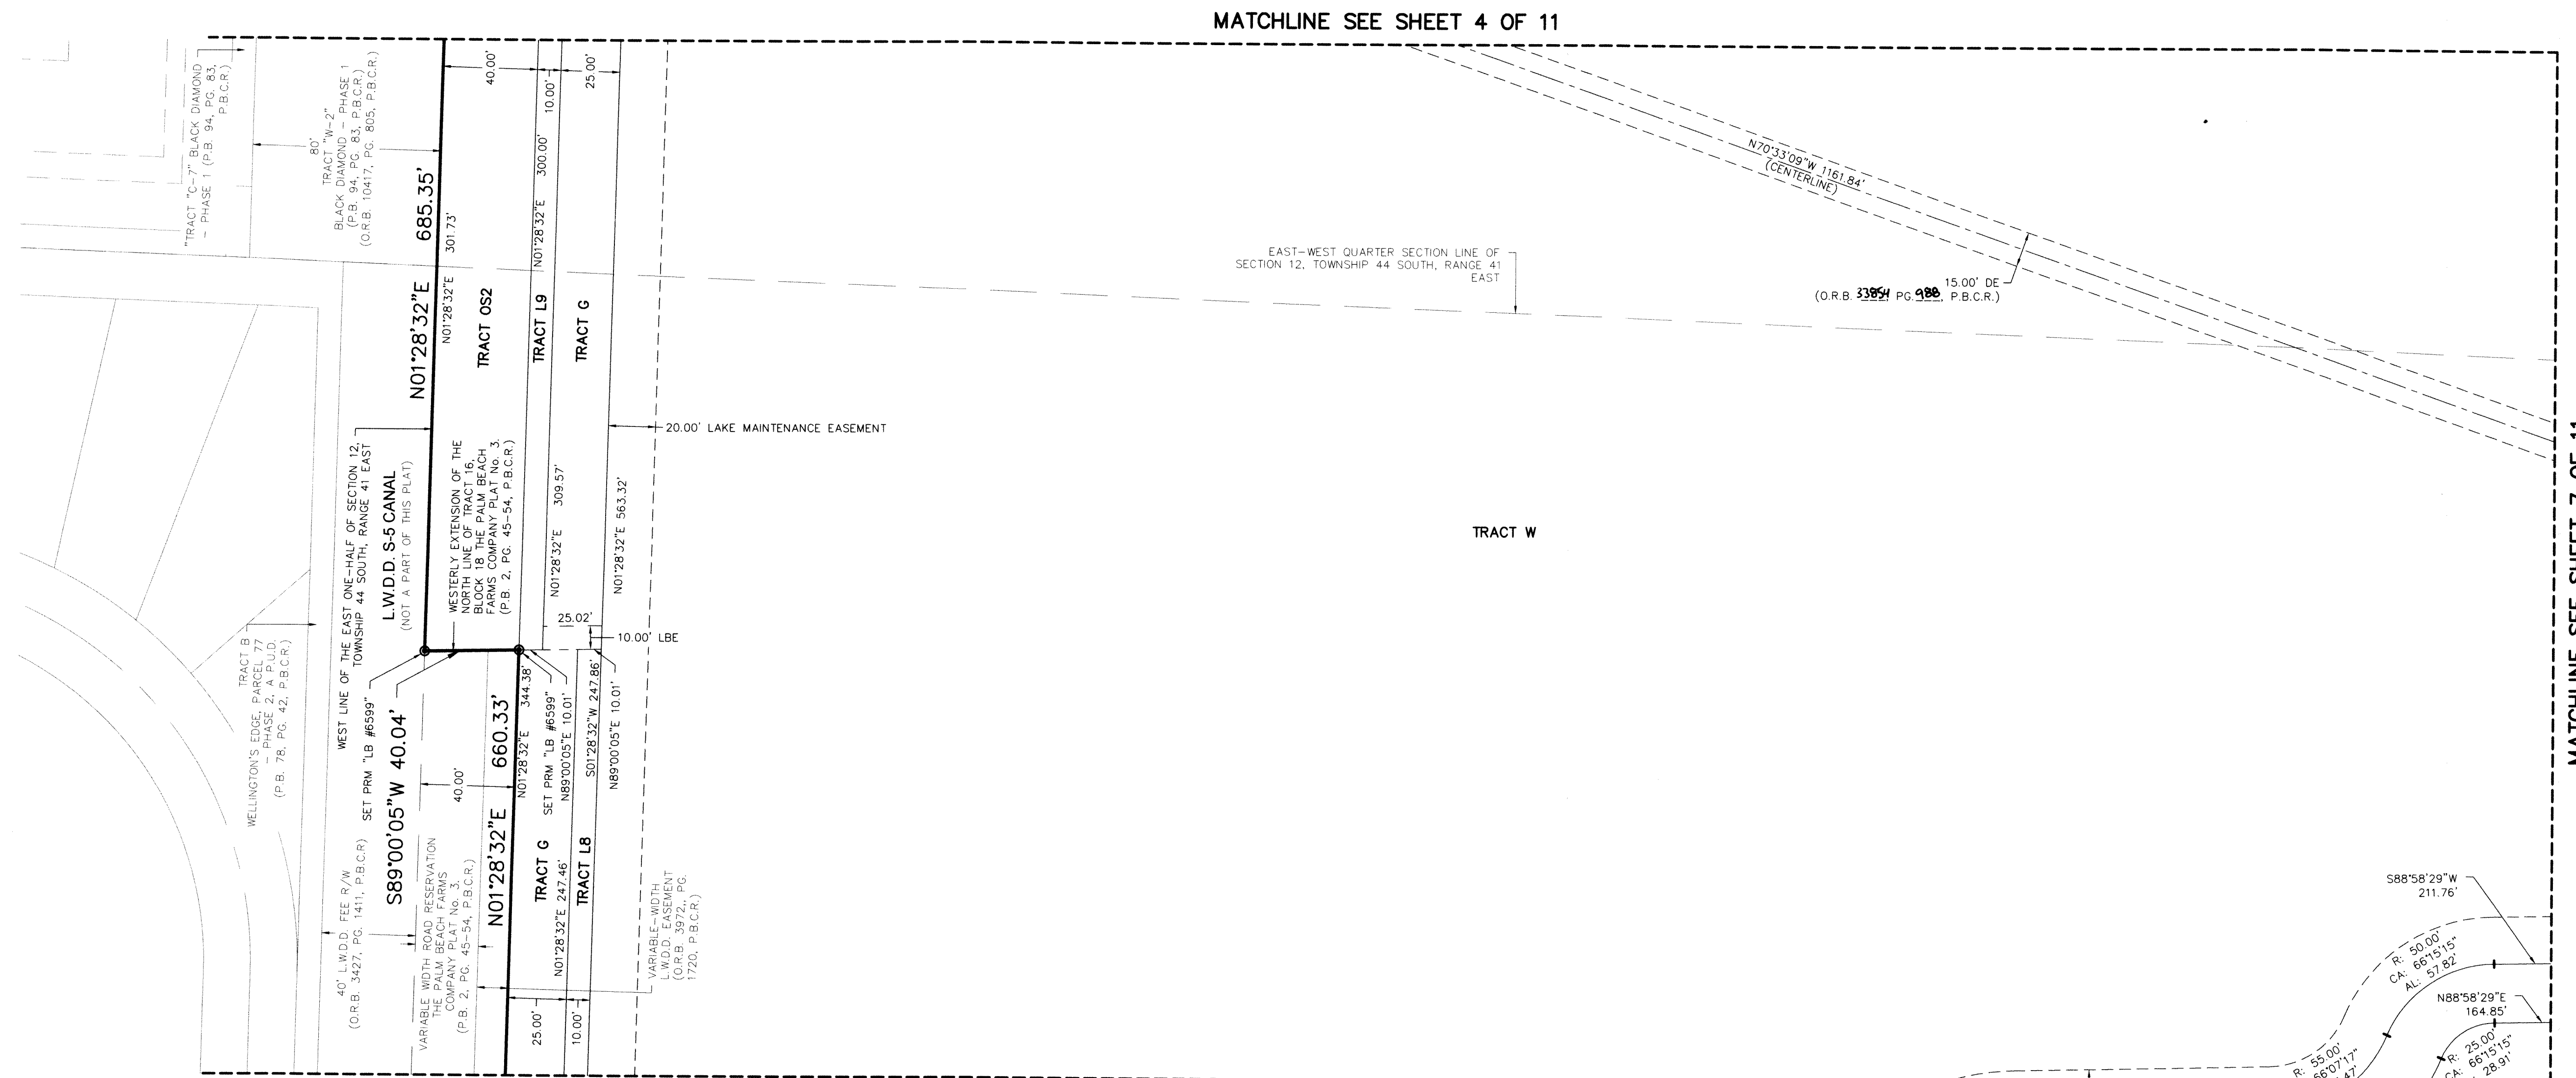 MATCHLINE SEE SHEET 4 OF 11
"TRACT "C-7" BLACK DIAMOND
- PHASE 1 (P.B. 94, PG. 83,
P.B.C.R.)
80'
TRACT "W-2"
BLACK DIAMOND - PHASE 1
(P.B. 94, PG. 83, P.B.C.R.)
(O.R.B. 10417, PG. 805, P.B.C.R.)
N01°28'32"E 685.35'
N01°28'32"E 301.73'
40.00'
10.00'
25.00'
TRACT OS2
N01°28'32"E 300.00'
TRACT L9
TRACT G
N70°33'09"W 1161.84'
(CENTERLINE)
EAST-WEST QUARTER SECTION LINE OF
SECTION 12, TOWNSHIP 44 SOUTH, RANGE 41
EAST
15.00' DE
(O.R.B. 33854 PG. 988, P.B.C.R.)
20.00' LAKE MAINTENANCE EASEMENT
WEST LINE OF THE EAST ONE-HALF OF SECTION 12,
TOWNSHIP 44 SOUTH, RANGE 41 EAST
L.W.D.D. S-5 CANAL
(NOT A PART OF THIS PLAT)
WESTERLY EXTENSION OF THE
NORTH LINE OF TRACT 16,
BLOCK 18 THE PALM BEACH
FARMS COMPANY PLAT No. 3.
(P.B. 2, PG. 45-54, P.B.C.R.)
N01°28'32"E 309.57'
N01°28'32"E 563.32'
TRACT W
25.02'
10.00' LBE
TRACT B
WELLINGTON'S EDGE, PARCEL 77
- PHASE 2, A P.U.D.
(P.B. 78, PG. 42, P.B.C.R.)
SET PRM "LB #6599"
S89°00'05"W 40.04'
40' L.W.D.D. FEE R/W
(O.R.B. 3427, PG. 1411, P.B.C.R)
40.00'
VARIABLE WIDTH ROAD RESERVATION
THE PALM BEACH FARMS
COMPANY PLAT No. 3.
(P.B. 2, PG. 45-54, P.B.C.R.)
N01°28'32"E 660.33'
N01°28'32"E 344.38'
SET PRM "LB #6599"
N89°00'05"E 10.01'
S01°28'32"W 247.86'
N89°00'05"E 10.01'
TRACT G
N01°28'32"E 247.46'
TRACT L8
25.00'
10.00'
VARIABLE-WIDTH
L.W.D.D. EASEMENT
(O.R.B. 3972,, PG.
1720, P.B.C.R.)
S88°58'29"W
211.76'
R: 50.00'
CA: 66°15'15"
AL: 57.82'
N88°58'29"E
164.85'
R: 55.00'
66°07'17"
R: 25.00'
CA: 66°15'15"
28.91'
MATCHLINE SEE SHEET 7 OF 11